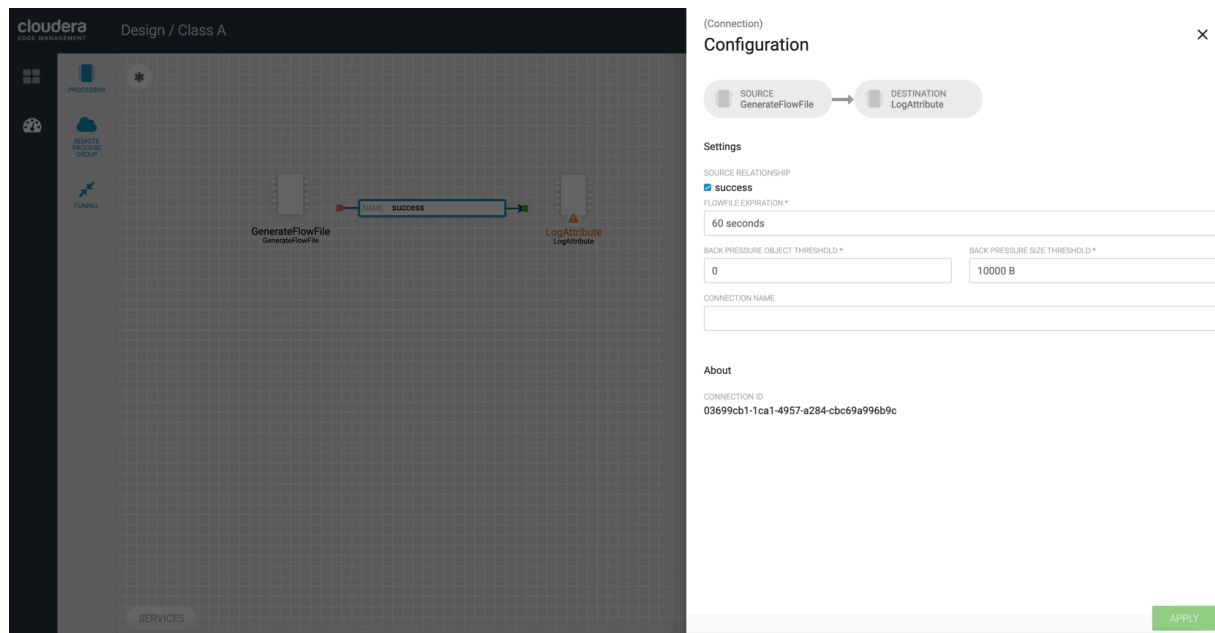 cloudera
EDGE MANAGEMENT
Design / Class A
PROCESSOR
REMOTE
PROCESS
GROUP
FUNNEL
NAME success
GenerateFlowFile
GenerateFlowFile
LogAttribute
LogAttribute
SERVICES
(Connection)
Configuration
SOURCE
GenerateFlowFile
DESTINATION
LogAttribute
Settings
SOURCE RELATIONSHIP
success
FLOWFILE EXPIRATION *
60 seconds
BACK PRESSURE OBJECT THRESHOLD *
BACK PRESSURE SIZE THRESHOLD *
0
10000 B
CONNECTION NAME
About
CONNECTION ID
03699cb1-1ca1-4957-a284-cbc69a996b9c
APPLY